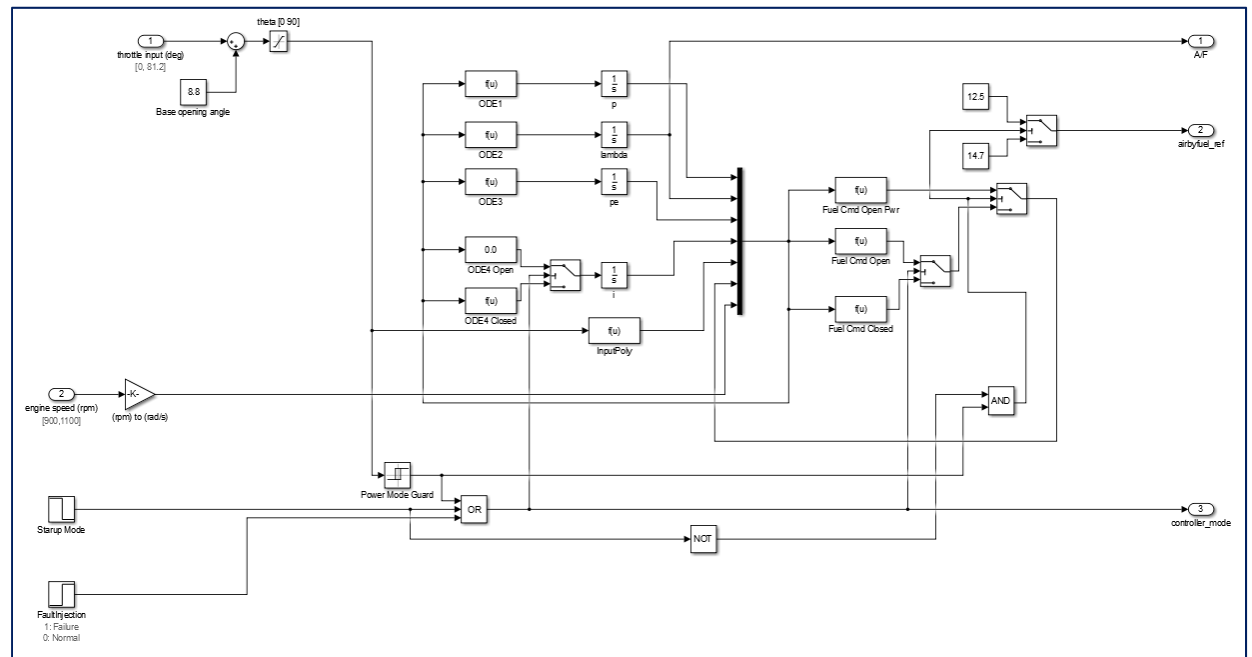 theta [0 90]
1
throttle input (deg)
[0, 81.2]
8.8
Base opening angle
1
A/F
f(u)
ODE1
1
s
p
f(u)
ODE2
1
s
lambda
f(u)
ODE3
1
s
pe
0.0
ODE4 Open
1
s
i
f(u)
ODE4 Closed
f(u)
InputPoly
12.5
14.7
2
airbyfuel_ref
f(u)
Fuel Cmd Open Pwr
f(u)
Fuel Cmd Open
f(u)
Fuel Cmd Closed
2
engine speed (rpm)
[900,1100]
-K-
(rpm) to (rad/s)
AND
Power Mode Guard
Starup Mode
OR
3
controller_mode
NOT
FaultInjection
1: Failure
0: Normal